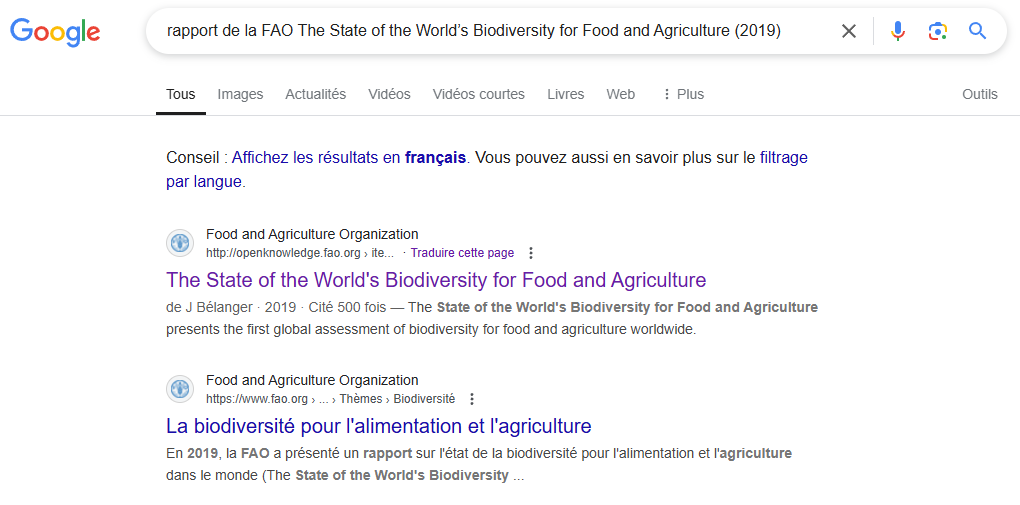 Google
rapport de la FAO The State of the World’s Biodiversity for Food and Agriculture (2019)
Tous Images Actualités Vidéos Vidéos courtes Livres Web Plus Outils
Conseil : Affichez les résultats en français. Vous pouvez aussi en savoir plus sur le filtrage
par langue.
Food and Agriculture Organization
http://openknowledge.fao.org › ite... · Traduire cette page
The State of the World's Biodiversity for Food and Agriculture
de J Bélanger · 2019 · Cité 500 fois — The State of the World's Biodiversity for Food and Agriculture
presents the first global assessment of biodiversity for food and agriculture worldwide.
Food and Agriculture Organization
https://www.fao.org › ... › Thèmes › Biodiversité
La biodiversité pour l'alimentation et l'agriculture
En 2019, la FAO a présenté un rapport sur l'état de la biodiversité pour l'alimentation et l'agriculture
dans le monde (The State of the World's Biodiversity ...